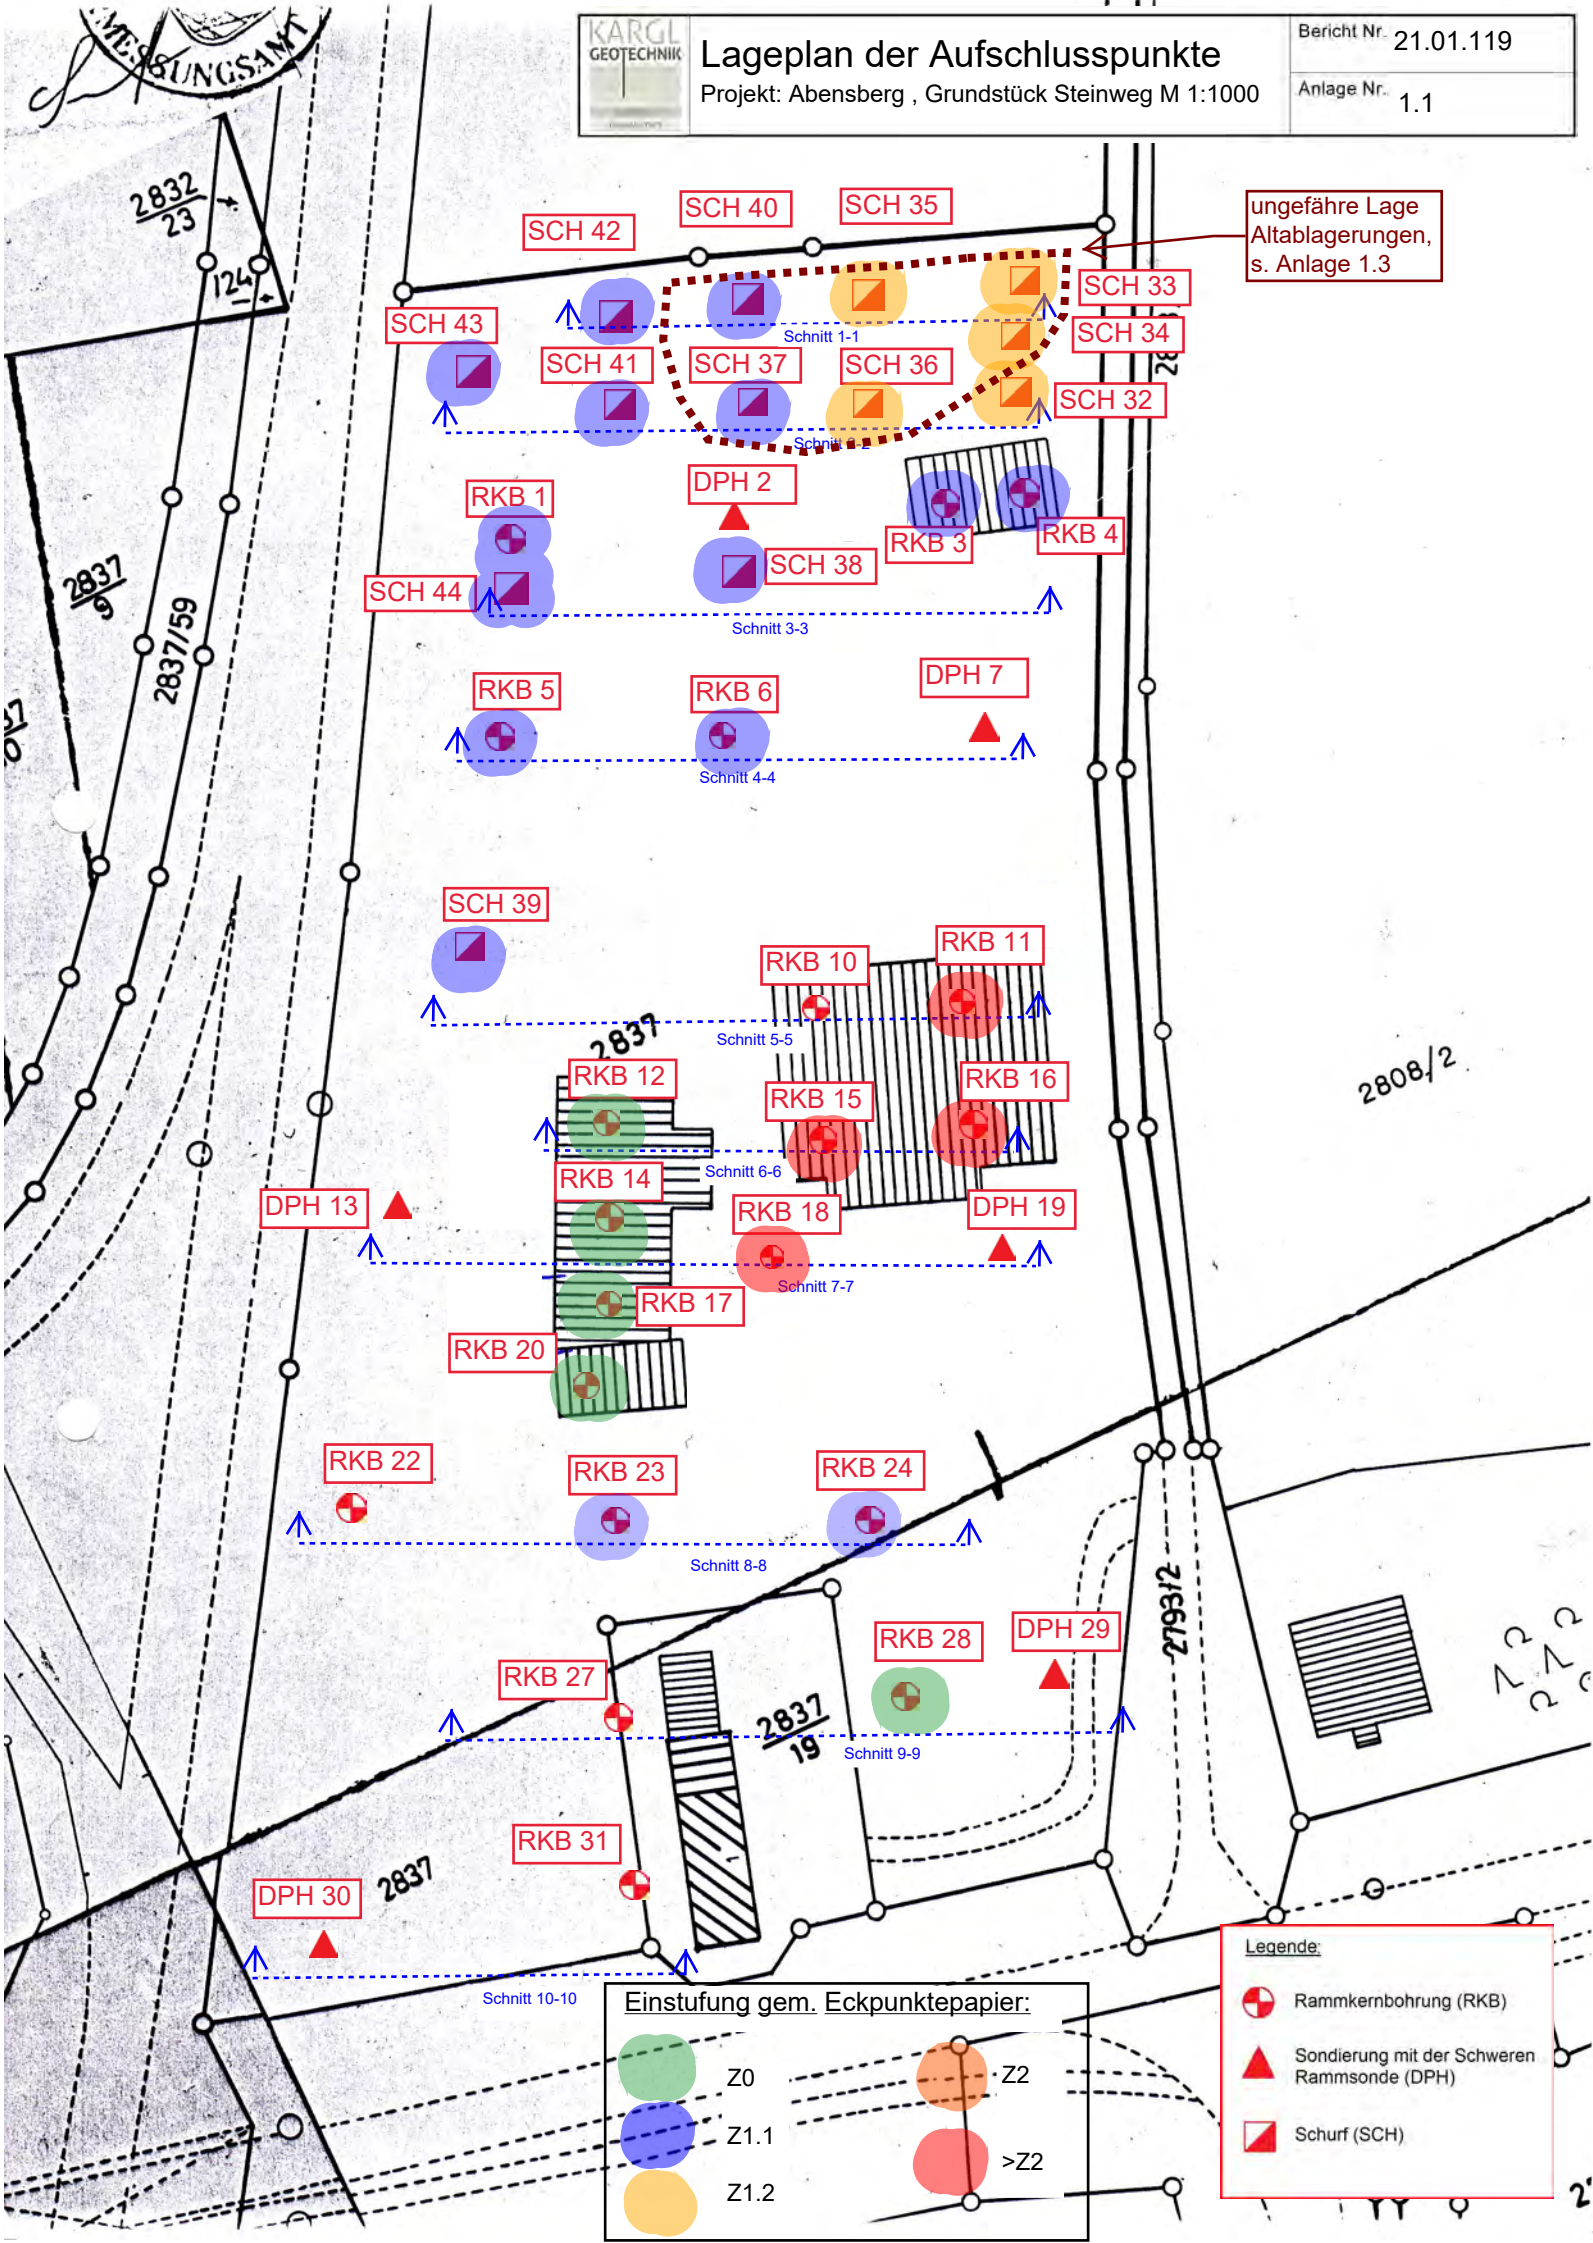 MESSUNGSAMT
KARGL
GEOTECHNIK
Lageplan der Aufschlusspunkte
Projekt: Abensberg , Grundstück Steinweg M 1:1000
Bericht Nr. 21.01.119
Anlage Nr. 1.1
2832
23
124
SCH 42
SCH 40
SCH 35
ungefähre Lage
Altablagerungen,
s. Anlage 1.3
SCH 33
SCH 43
Schnitt 1-1
SCH 34
SCH 41
SCH 37
SCH 36
SCH 32
RKB 1
DPH 2
RKB 3
RKB 4
2837
9
SCH 44
SCH 38
2837/59
Schnitt 3-3
RKB 5
RKB 6
DPH 7
Schnitt 4-4
SCH 39
RKB 10
RKB 11
2837
Schnitt 5-5
RKB 12
RKB 15
RKB 16
2808/2
Schnitt 6-6
RKB 14
DPH 13
RKB 18
DPH 19
Schnitt 7-7
RKB 17
RKB 20
RKB 22
RKB 23
RKB 24
Schnitt 8-8
2793/2
RKB 28
DPH 29
RKB 27
2837
19
Schnitt 9-9
RKB 31
DPH 30
2837
Schnitt 10-10
Einstufung gem. Eckpunktepapier:
Z0
Z1.1
Z1.2
Z2
>Z2
Legende:
Rammkernbohrung (RKB)
Sondierung mit der Schweren
Rammsonde (DPH)
Schurf (SCH)